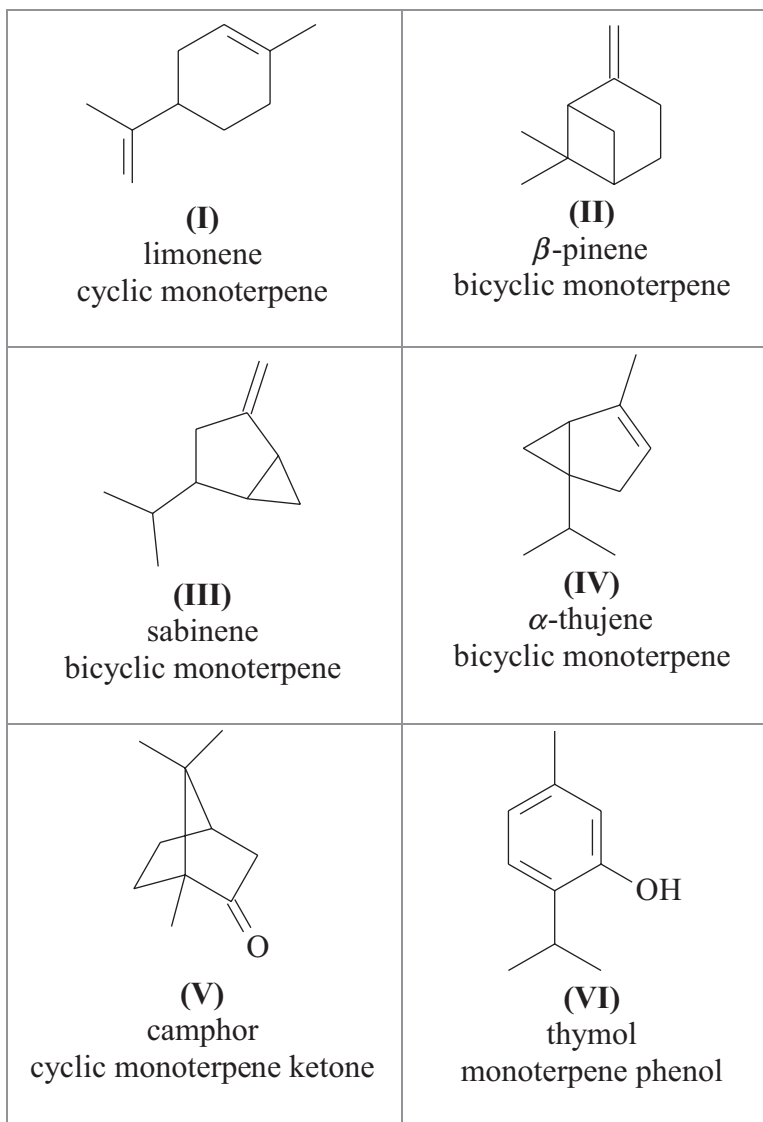 (I)
limonene
cyclic monoterpene
(II)
β-pinene
bicyclic monoterpene
(III)
sabinene
bicyclic monoterpene
(IV)
α-thujene
bicyclic monoterpene
O
(V)
camphor
cyclic monoterpene ketone
OH
(VI)
thymol
monoterpene phenol